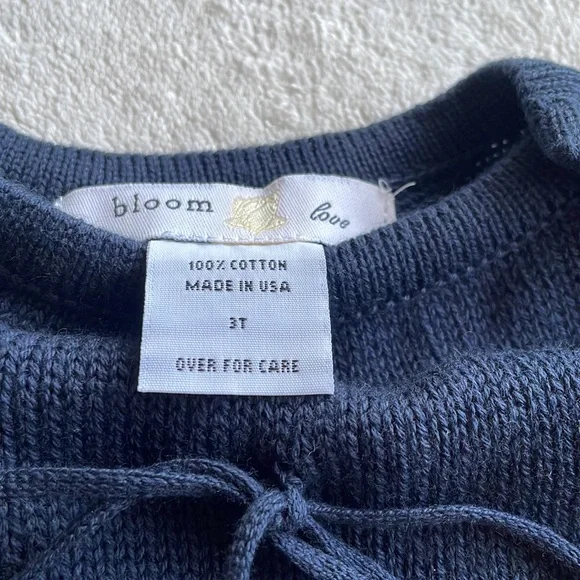 bloom love
100% COTTON
MADE IN USA
3T
OVER FOR CARE